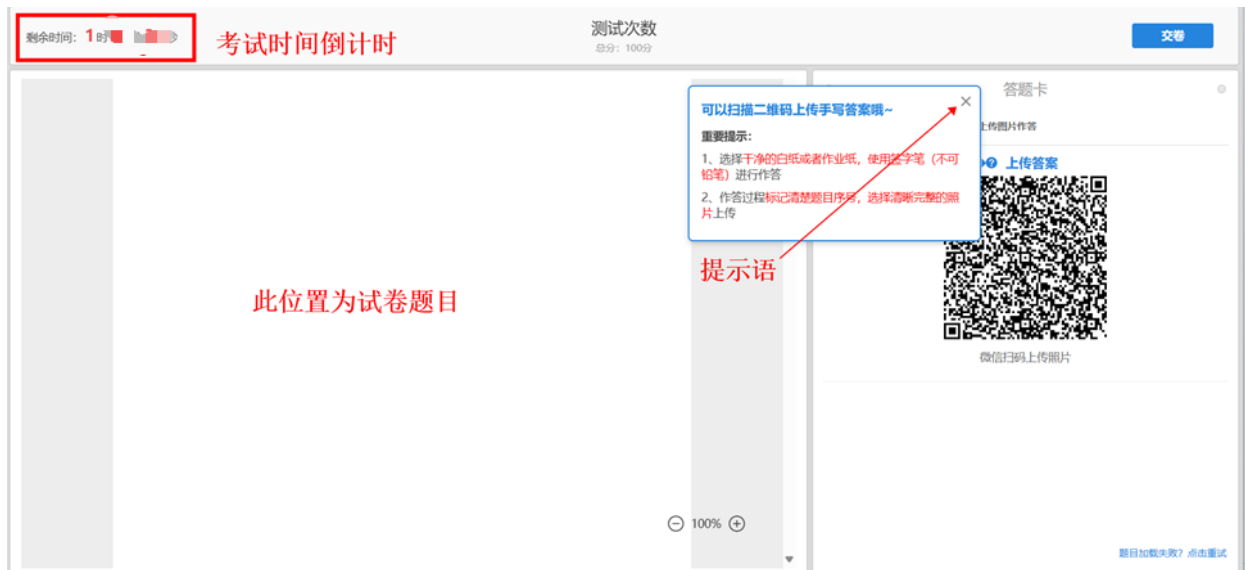 剩余时间：1时
考试时间倒计时
测试次数
总分：100分
交卷
答题卡
上传图片作答
可以扫描二维码上传手写答案哦~
重要提示：
1、选择干净的白纸或者作业纸，使用签字笔（不可
铅笔）进行作答
2、作答过程标记清楚题目序号，选择清晰完整的照
片上传
上传答案
提示语
此位置为试卷题目
微信扫码上传照片
100%
题目加载失败？点击重试